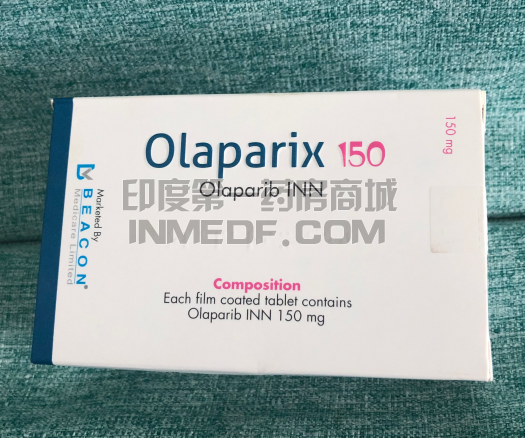 Olaparix 150
Olaparib INN
印度第一药房商城
INMEDF.COM
Composition
Each film coated tablet contains
Olaparib INN 150 mg
150 mg
Marketed By
BEACON®
Medicare Limited